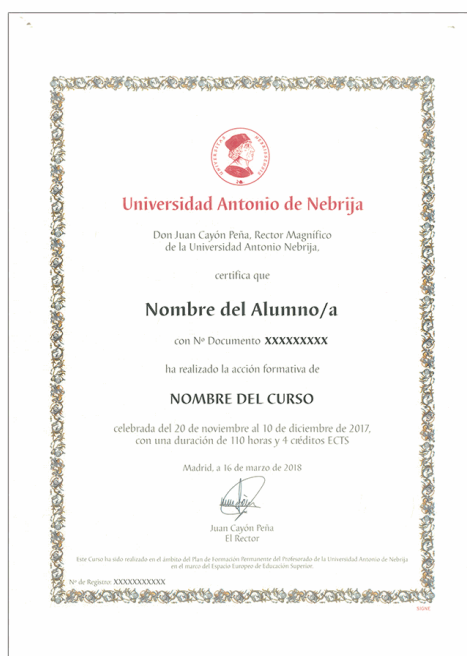 Universidad Antonio de Nebrija
Don Juan Cayón Peña, Rector Magnífico
de la Universidad Antonio Nebrija,
certifica que
Nombre del Alumno/a
con Nº Documento XXXXXXXXX
ha realizado la acción formativa de
NOMBRE DEL CURSO
celebrada del 20 de noviembre al 10 de diciembre de 2017,
con una duración de 110 horas y 4 créditos ECTS
Madrid, a 16 de marzo de 2018
Juan Cayón Peña
El Rector
Este Curso ha sido realizado en el ámbito del Plan de Formación Permanente del Profesorado de la Universidad Antonio de Nebrija
en el marco del Espacio Europeo de Educación Superior
Nº de Registro: XXXXXXXXXXX